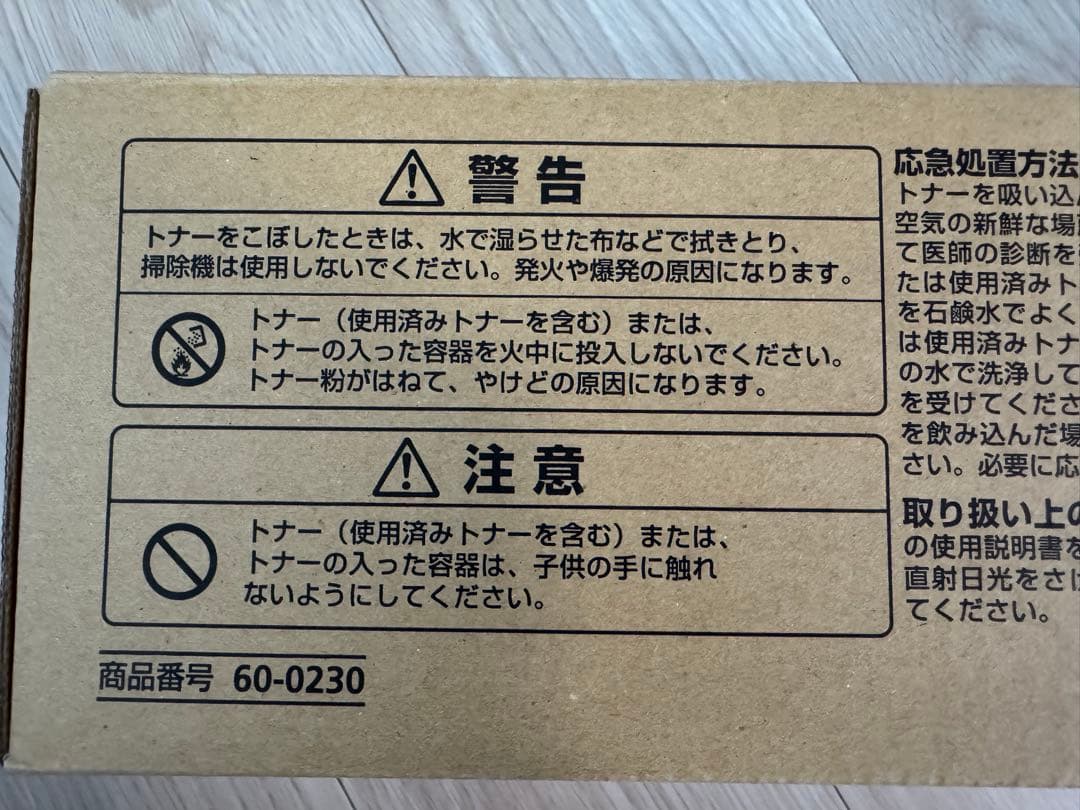 警告
トナーをこぼしたときは、水で湿らせた布などで拭きとり、
掃除機は使用しないでください。発火や爆発の原因になります。
トナー（使用済みトナーを含む）または、
トナーの入った容器を火中に投入しないでください。
トナー粉がはねて、やけどの原因になります。
注意
トナー（使用済みトナーを含む）または、
トナーの入った容器は、子供の手に触れ
ないようにしてください。
商品番号 60-0230
応急処置方法
トナーを吸い込ん
空気の新鮮な場
て医師の診断を
たは使用済みト
を石鹸水でよく
は使用済みトナ
の水で洗浄して
を受けてくださ
を飲み込んだ場
さい。必要に応
取り扱い上の
の使用説明書を
直射日光をさけ
てください。